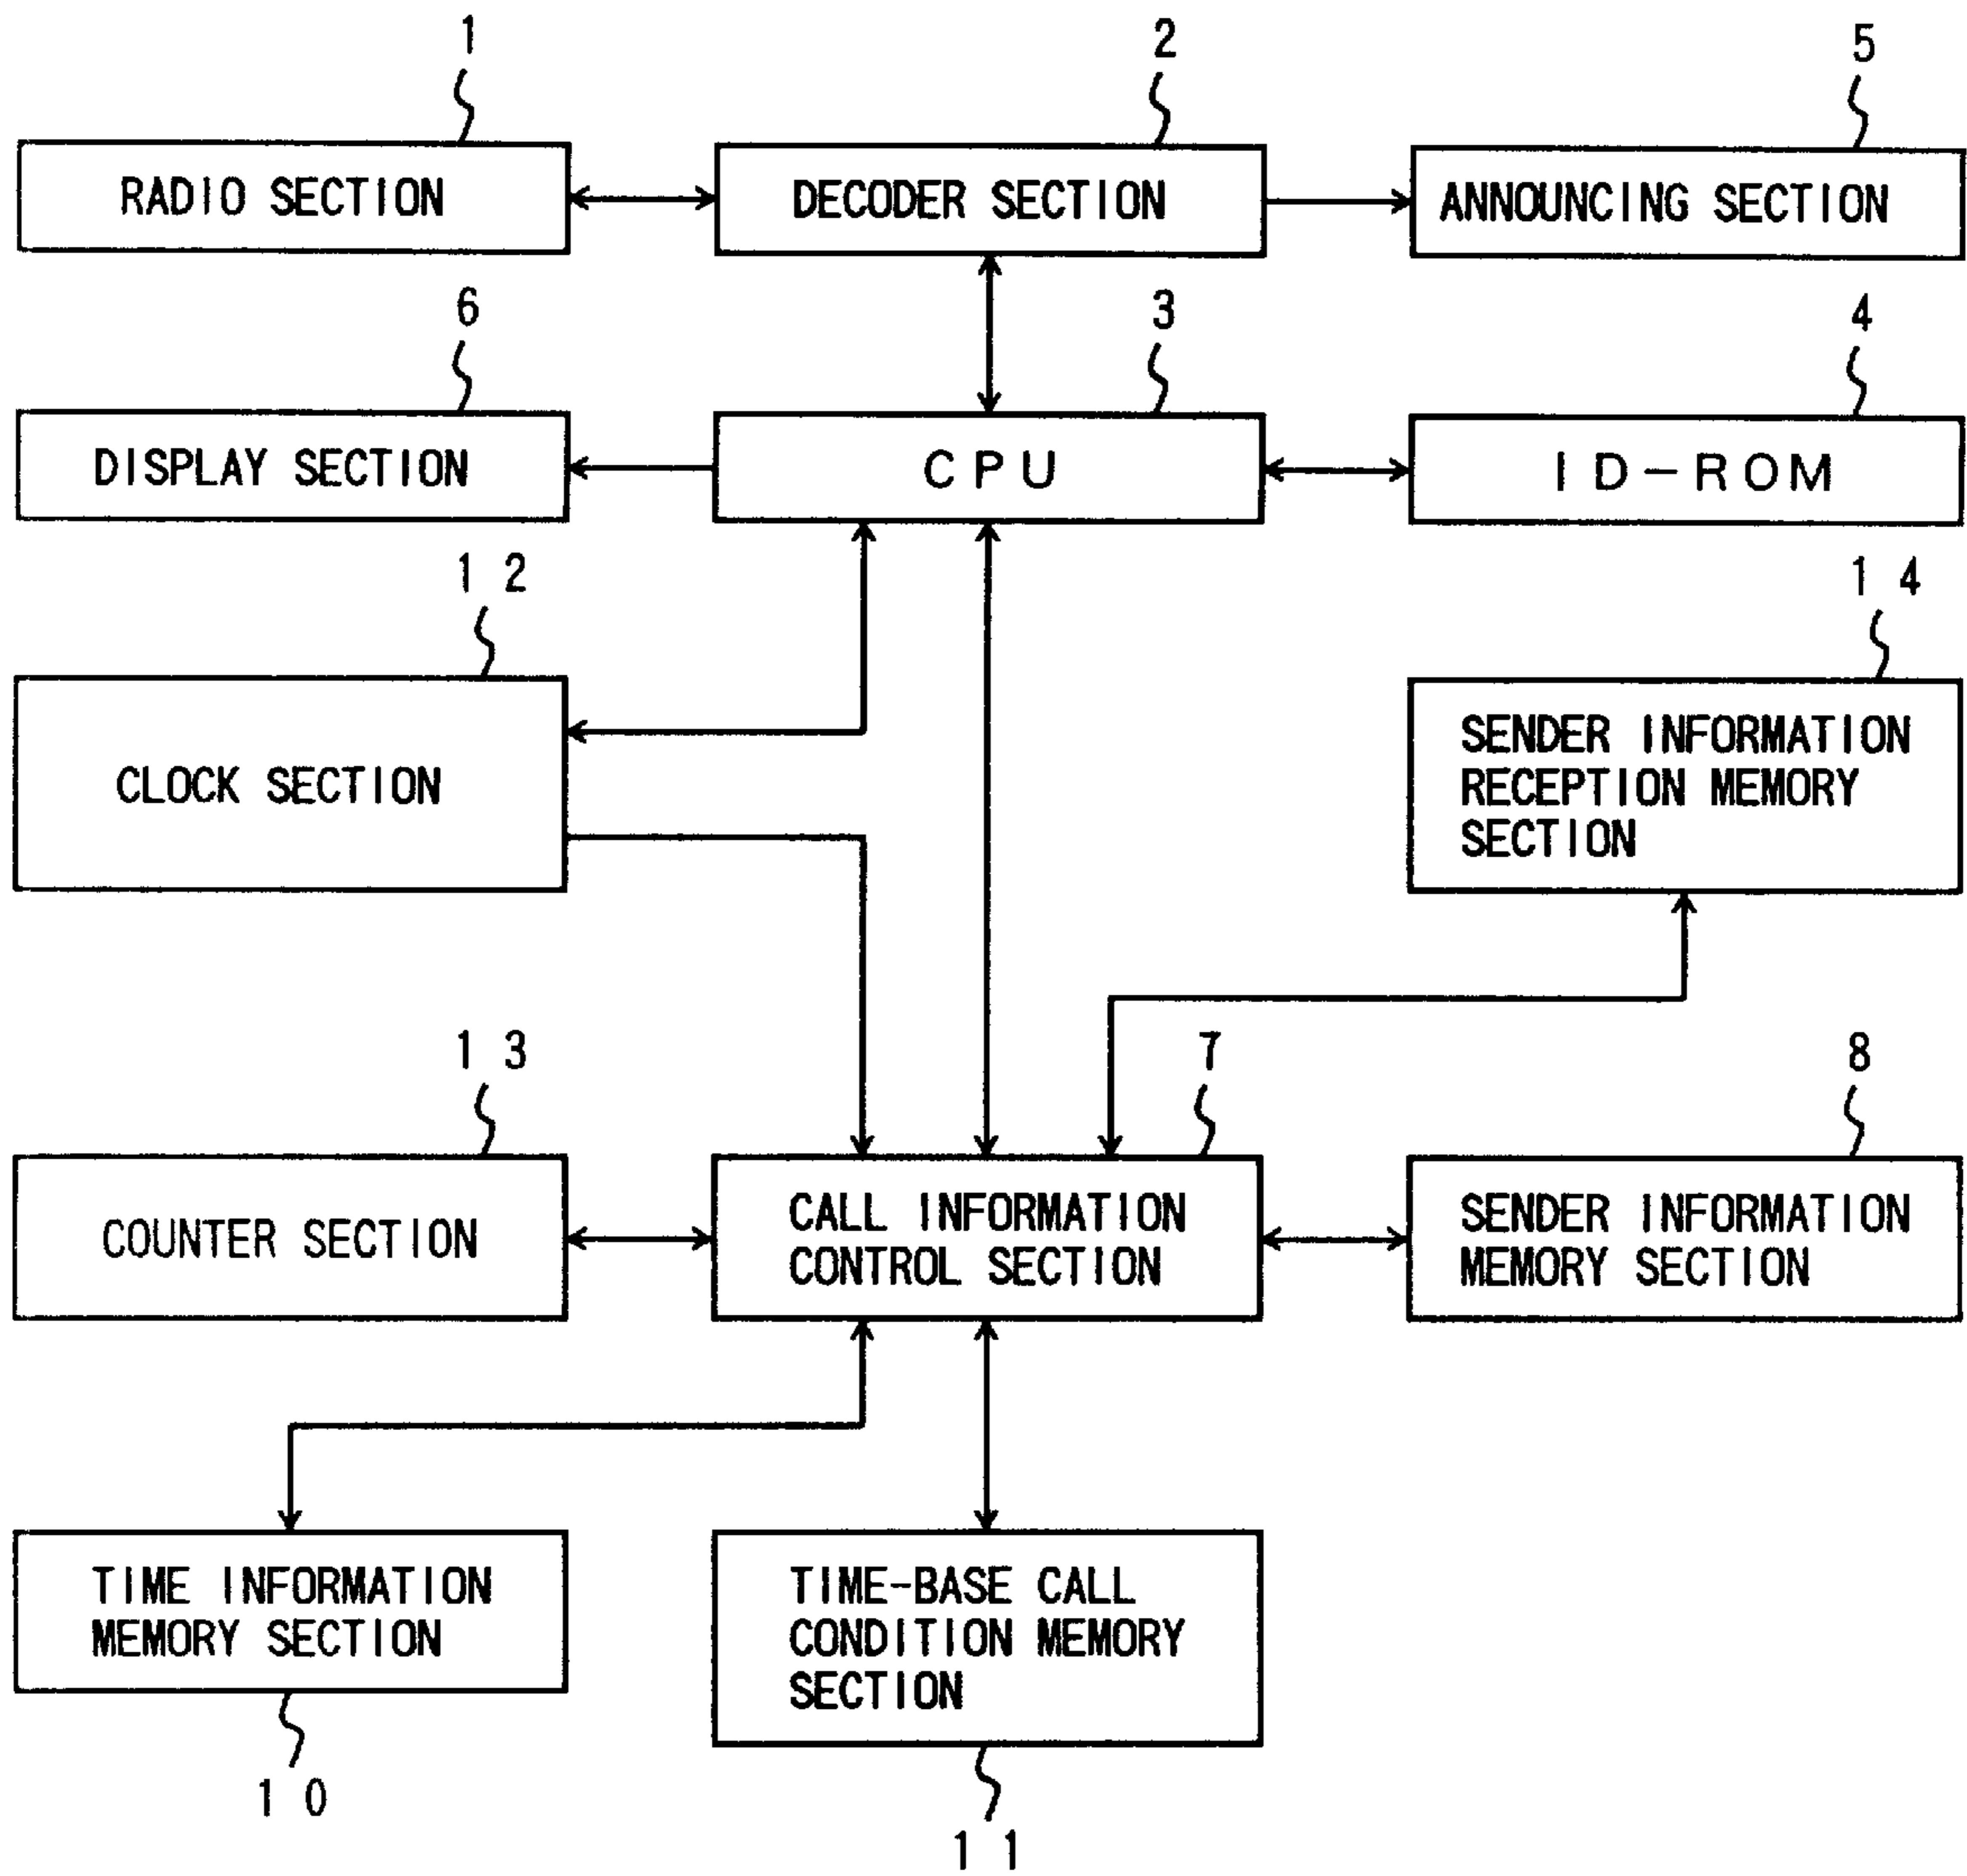 1
2
5
RADIO SECTION
DECODER SECTION
ANNOUNCING SECTION
6
3
4
DISPLAY SECTION
CPU
ID-ROM
12
14
CLOCK SECTION
SENDER INFORMATION
RECEPTION MEMORY
SECTION
13
7
8
COUNTER SECTION
CALL INFORMATION
CONTROL SECTION
SENDER INFORMATION
MEMORY SECTION
TIME INFORMATION
MEMORY SECTION
TIME-BASE CALL
CONDITION MEMORY
SECTION
10
11